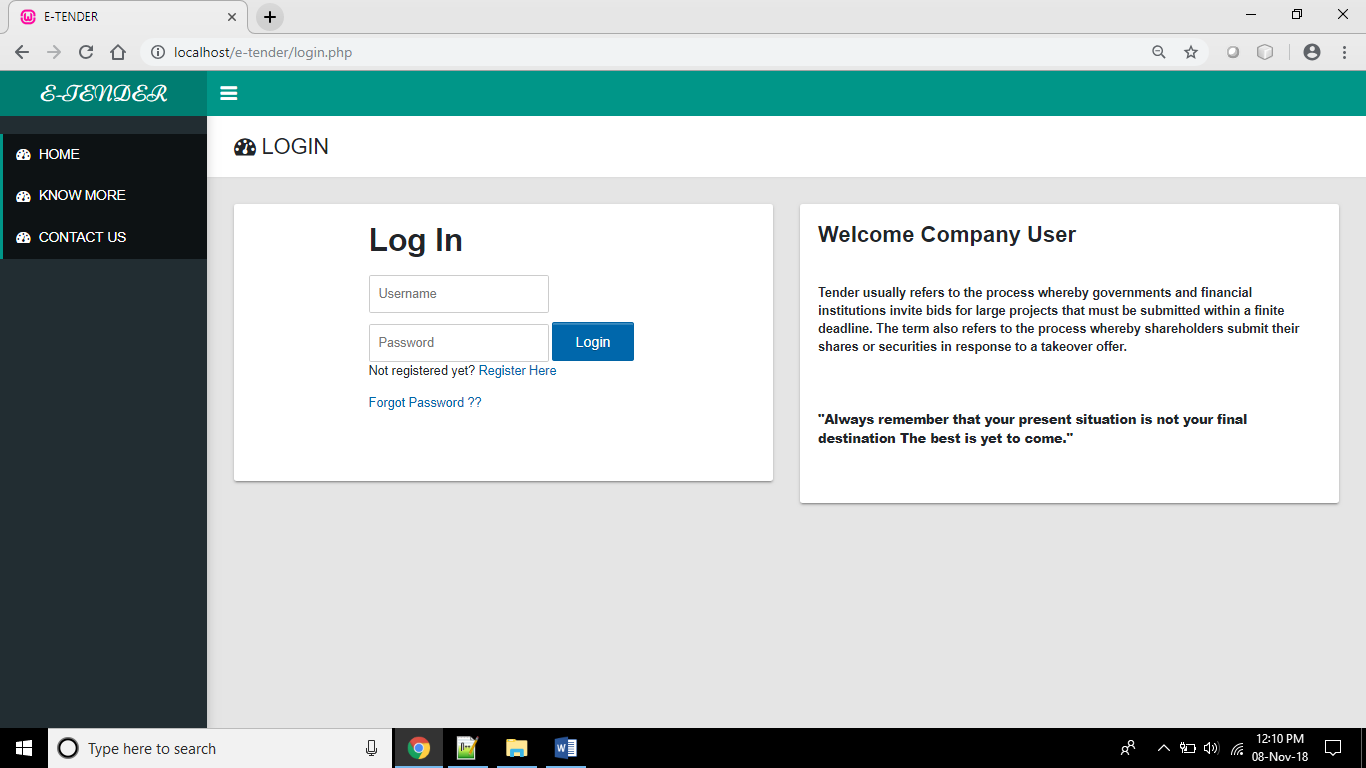 E-TENDER
localhost/e-tender/login.php
E-TENDER
LOGIN
HOME
KNOW MORE
CONTACT US
Log In
Username
Password
Login
Not registered yet? Register Here
Forgot Password ??
Welcome Company User
Tender usually refers to the process whereby governments and financial
institutions invite bids for large projects that must be submitted within a finite
deadline. The term also refers to the process whereby shareholders submit their
shares or securities in response to a takeover offer.
"Always remember that your present situation is not your final
destination The best is yet to come."
Type here to search
12:10 PM
08-Nov-18